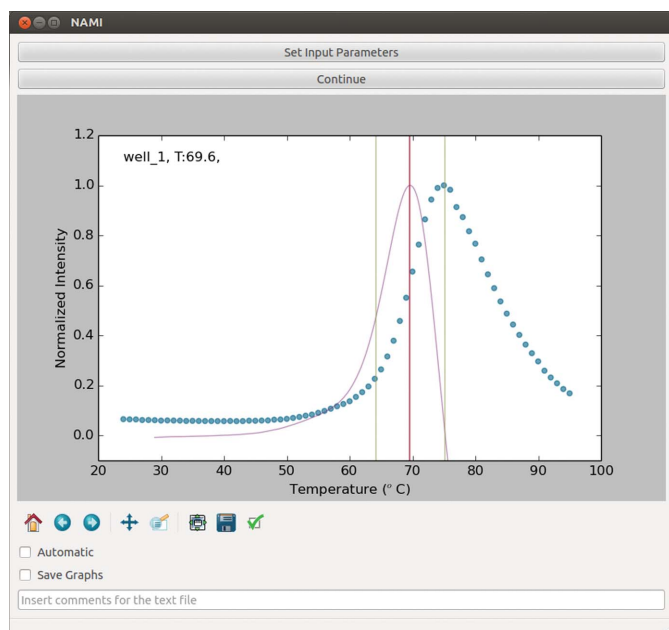 NAMI
Set Input Parameters
Continue
well_1, T:69.6,
1.2
1.0
0.8
0.6
0.4
0.2
0.0
Normalized Intensity
20 30 40 50 60 70 80 90 100
Temperature (° C)
Automatic
Save Graphs
Insert comments for the text file